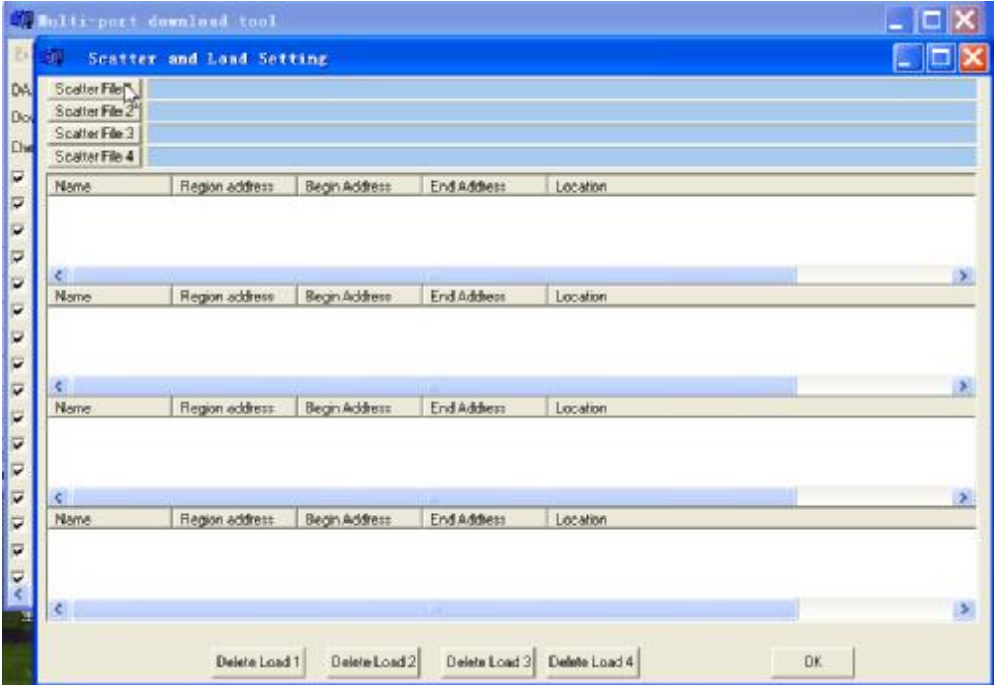 Multi-port download tool
Scatter and Load Setting
DA
Scatter File
Dow
Scatter File 2
Che
Scatter File 3
Scatter File 4
Name Region address Begin Address End Address Location
Name Region address Begin Address End Address Location
Name Region address Begin Address End Address Location
Name Region address Begin Address End Address Location
Delete Load 1 Delete Load 2 Delete Load 3 Delete Load 4 OK